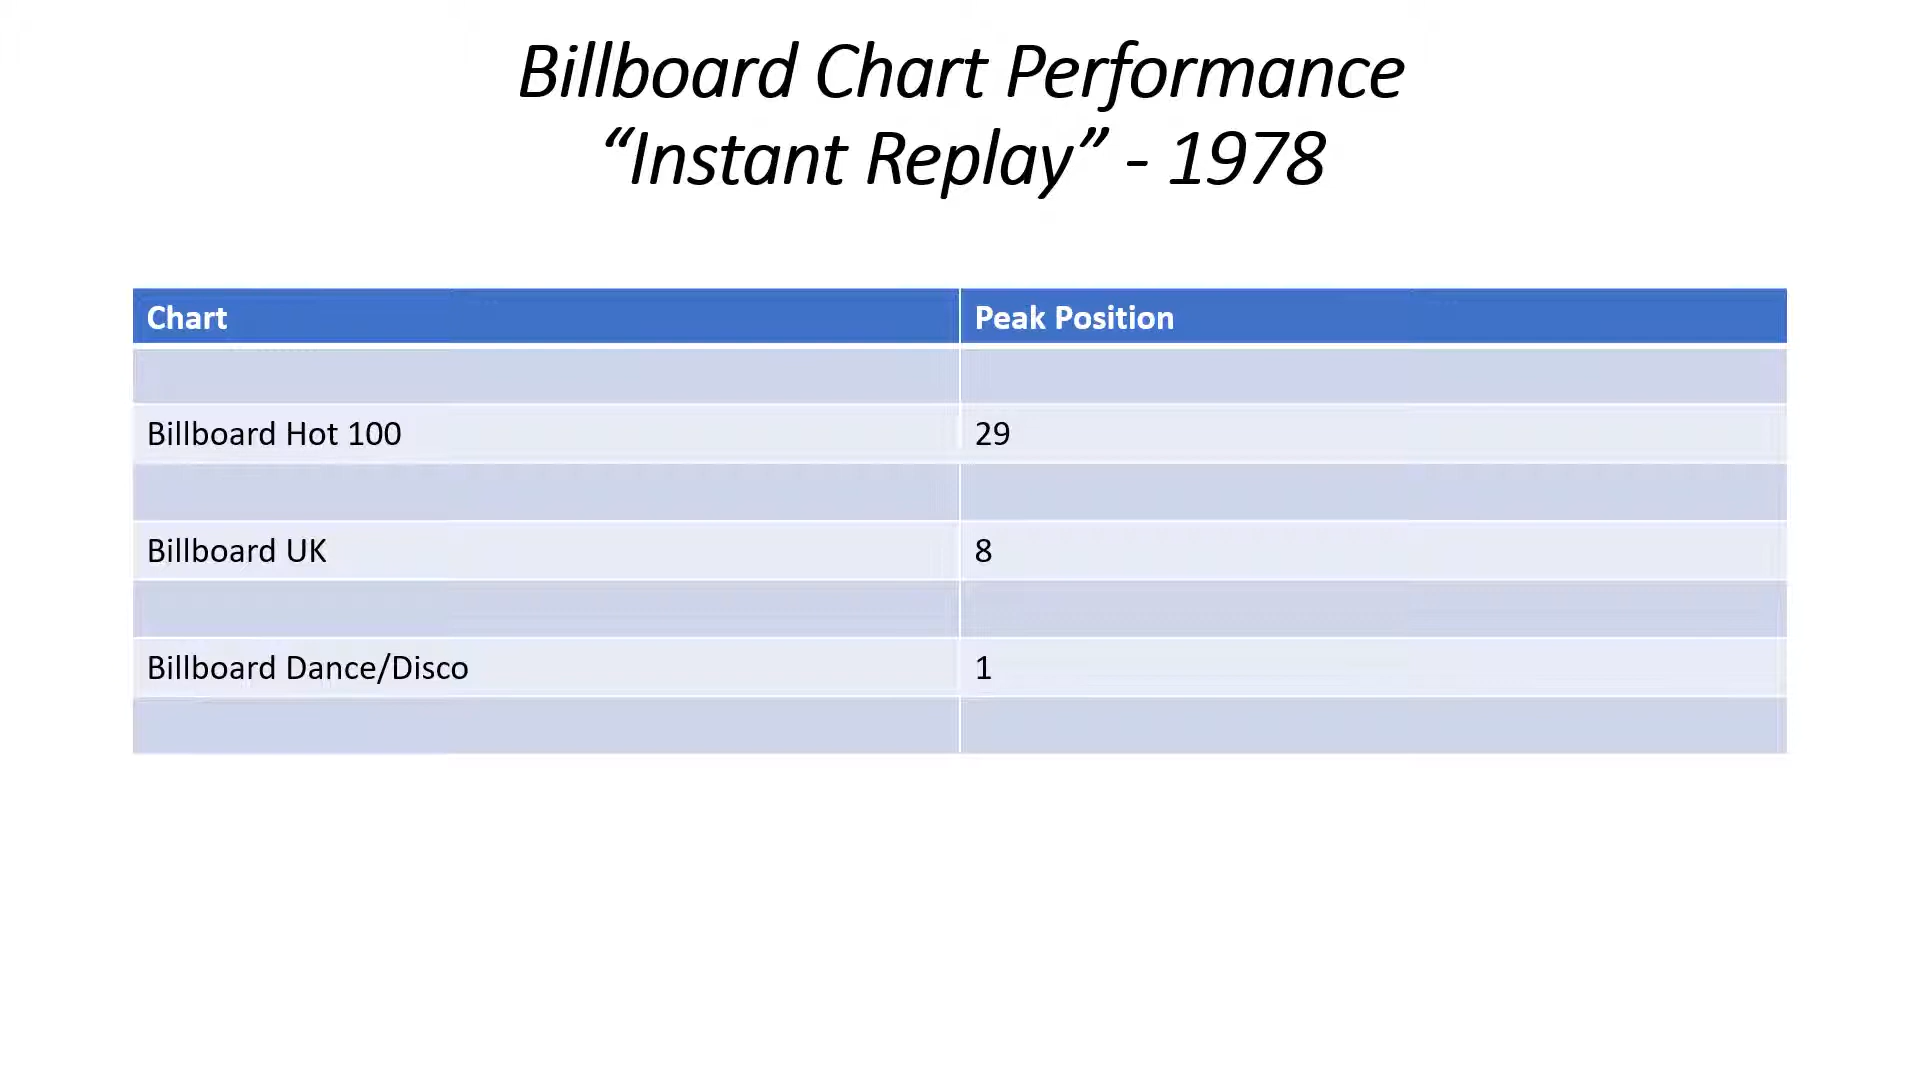 Billboard Chart Performance
“Instant Replay” - 1978
Chart Peak Position
Billboard Hot 100 29
Billboard UK 8
Billboard Dance/Disco 1